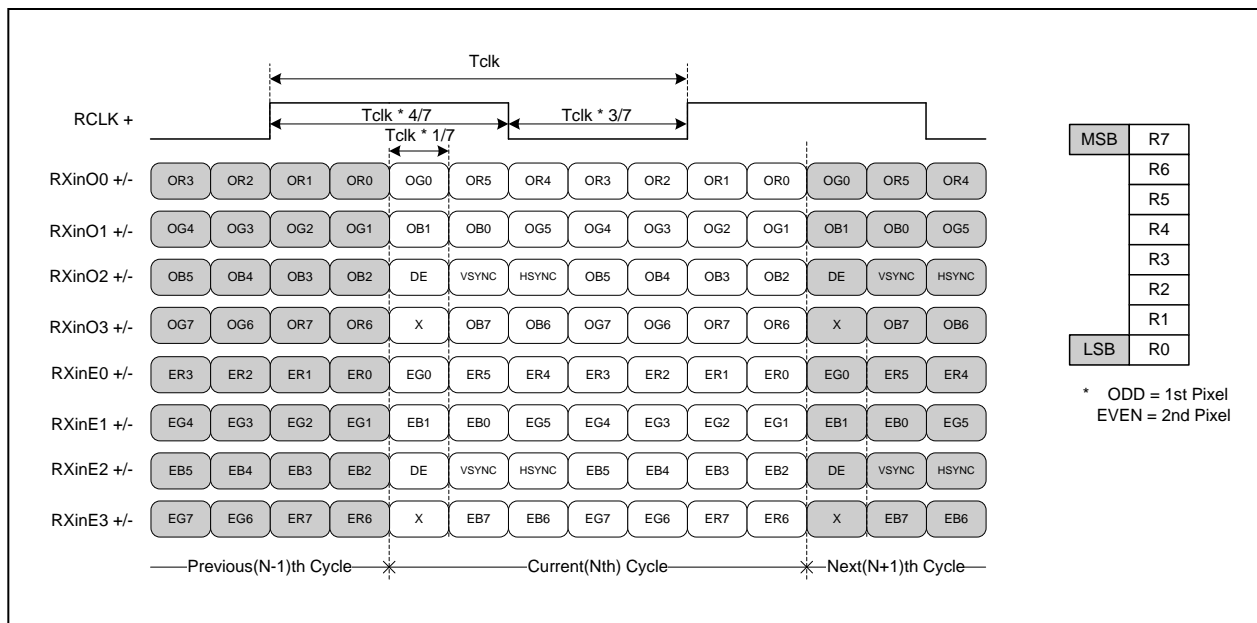 Tclk
RCLK +
Tclk * 4/7
Tclk * 3/7
Tclk * 1/7
RXinO0 +/- OR3 OR2 OR1 OR0 OG0 OR5 OR4 OR3 OR2 OR1 OR0 OG0 OR5 OR4
RXinO1 +/- OG4 OG3 OG2 OG1 OB1 OB0 OG5 OG4 OG3 OG2 OG1 OB1 OB0 OG5
RXinO2 +/- OB5 OB4 OB3 OB2 DE VSYNC HSYNC OB5 OB4 OB3 OB2 DE VSYNC HSYNC
RXinO3 +/- OG7 OG6 OR7 OR6 X OB7 OB6 OG7 OG6 OR7 OR6 X OB7 OB6
RXinE0 +/- ER3 ER2 ER1 ER0 EG0 ER5 ER4 ER3 ER2 ER1 ER0 EG0 ER5 ER4
RXinE1 +/- EG4 EG3 EG2 EG1 EB1 EB0 EG5 EG4 EG3 EG2 EG1 EB1 EB0 EG5
RXinE2 +/- EB5 EB4 EB3 EB2 DE VSYNC HSYNC EB5 EB4 EB3 EB2 DE VSYNC HSYNC
RXinE3 +/- EG7 EG6 ER7 ER6 X EB7 EB6 EG7 EG6 ER7 ER6 X EB7 EB6
Previous(N-1)th Cycle Current(Nth) Cycle Next(N+1)th Cycle
MSB R7
R6
R5
R4
R3
R2
R1
LSB R0
* ODD = 1st Pixel
EVEN = 2nd Pixel